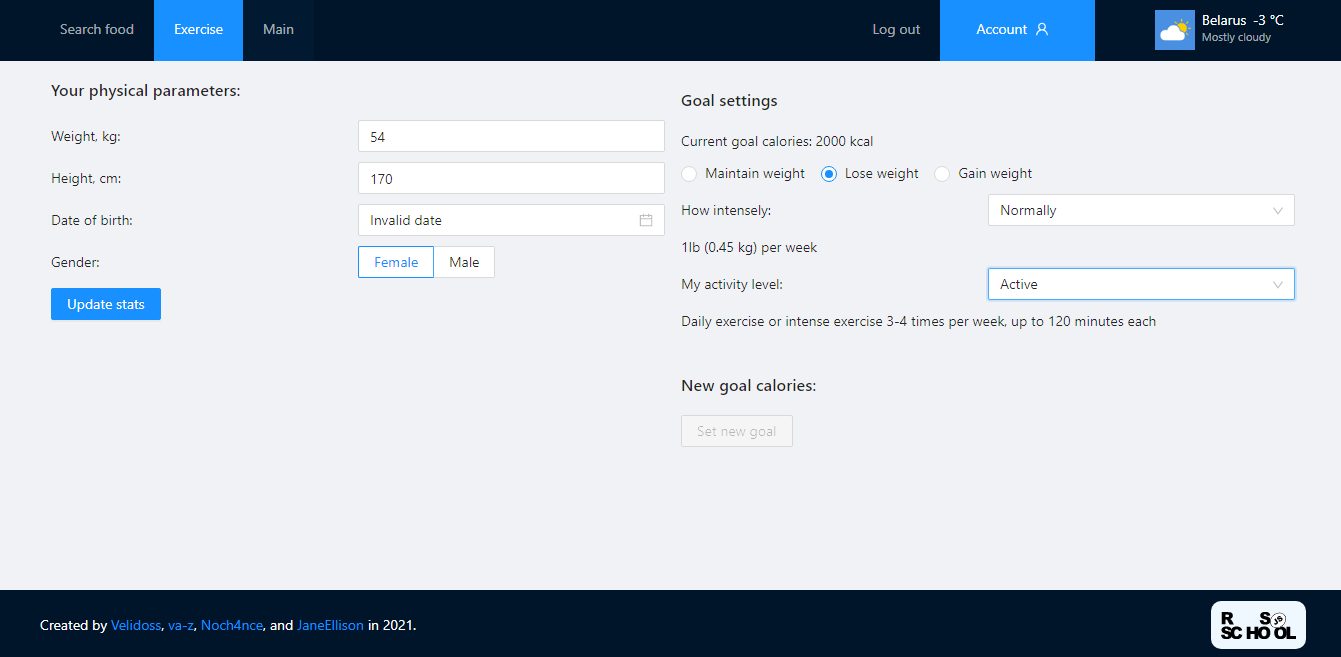 Search food
Exercise
Main
Log out
Account
Belarus -3 °C
Mostly cloudy
Your physical parameters:
Weight, kg:
54
Height, cm:
170
Date of birth:
Invalid date
Gender:
Female
Male
Update stats
Goal settings
Current goal calories: 2000 kcal
Maintain weight
Lose weight
Gain weight
How intensely:
Normally
1lb (0.45 kg) per week
My activity level:
Active
Daily exercise or intense exercise 3-4 times per week, up to 120 minutes each
New goal calories:
Set new goal
Created by Velidoss, va-z, Noch4nce, and JaneEllison in 2021.
R S JS
SCHOOL